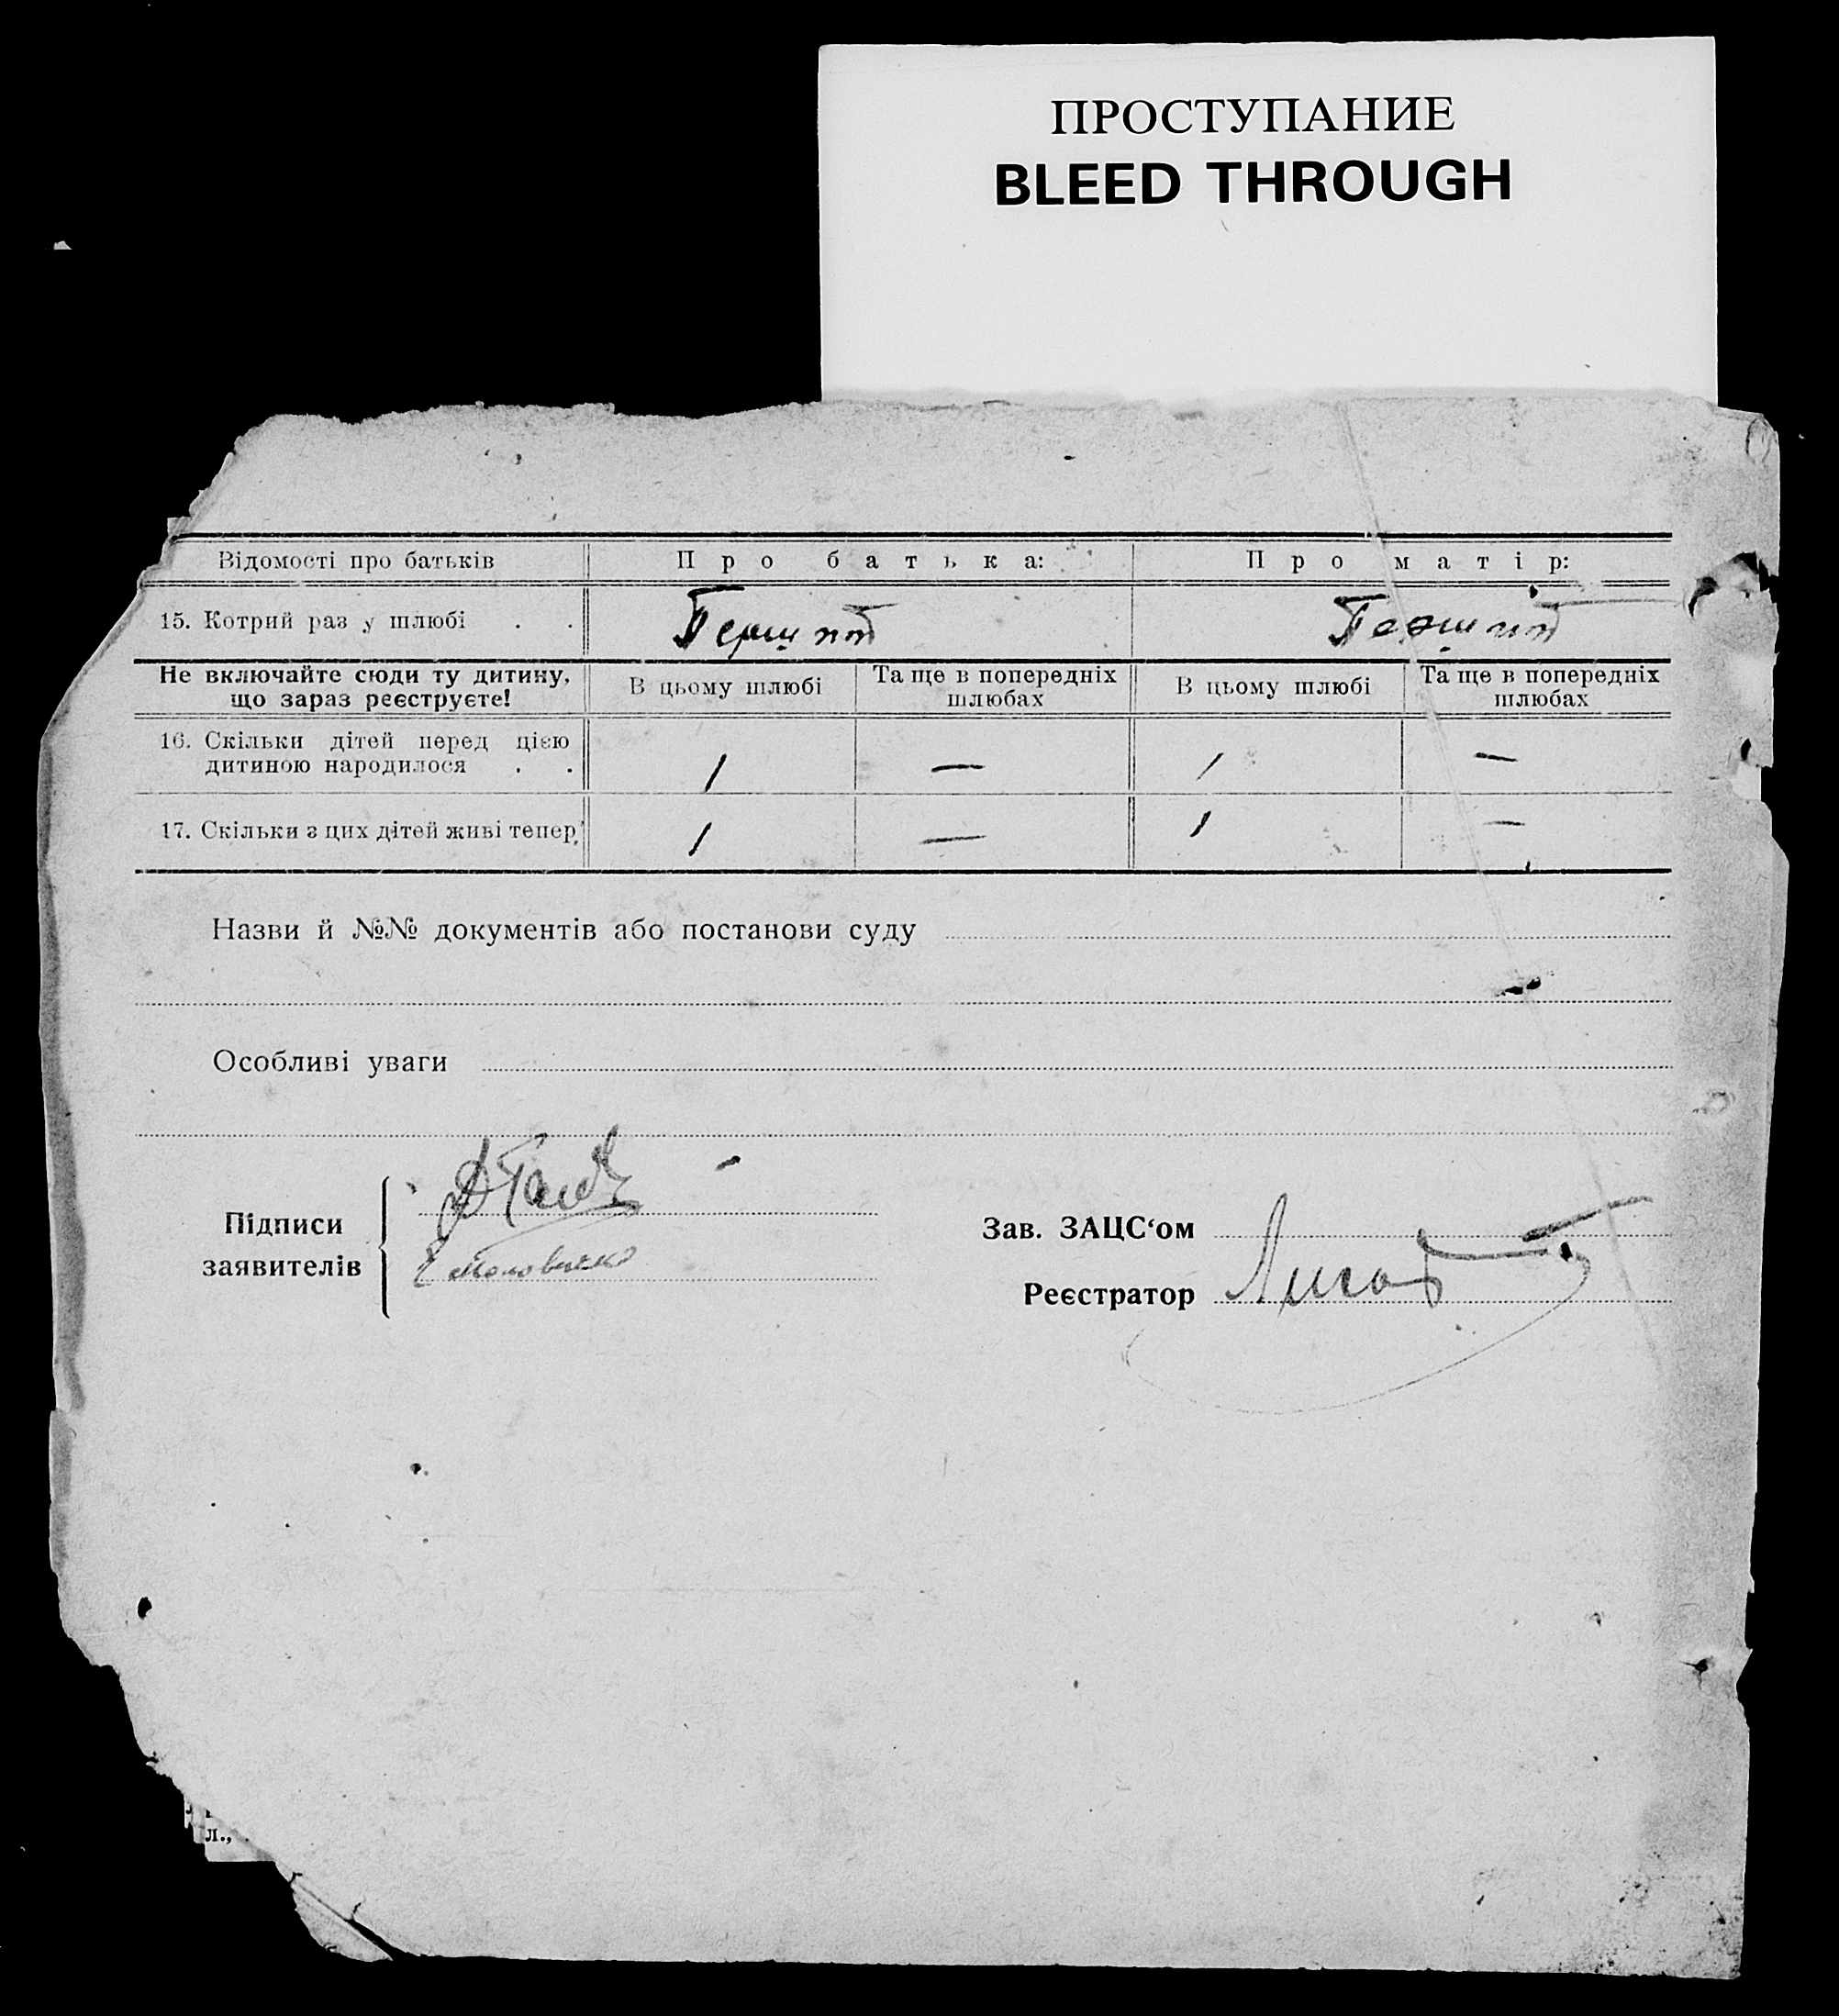 ПРОСТУПАНИЕ
BLEED THROUGH
Відомості про батьків Про батька: Про матір:
15. Котрий раз у шлюбі . . Перший Перший
Не включайте сюди ту дитину, що зараз реєструєте! В цьому шлюбі Та ще в попередніх шлюбах В цьому шлюбі Та ще в попередніх шлюбах
16. Скільки дітей перед цією
дитиною народилося . . 1 — 1 —
17. Скільки з цих дітей живі тепер 1 — 1 —
Назви й №№ документів або постанови суду
Особливі уваги
Підписи
заявителів
Зав. ЗАЦС‘ом
Реєстратор
л.,